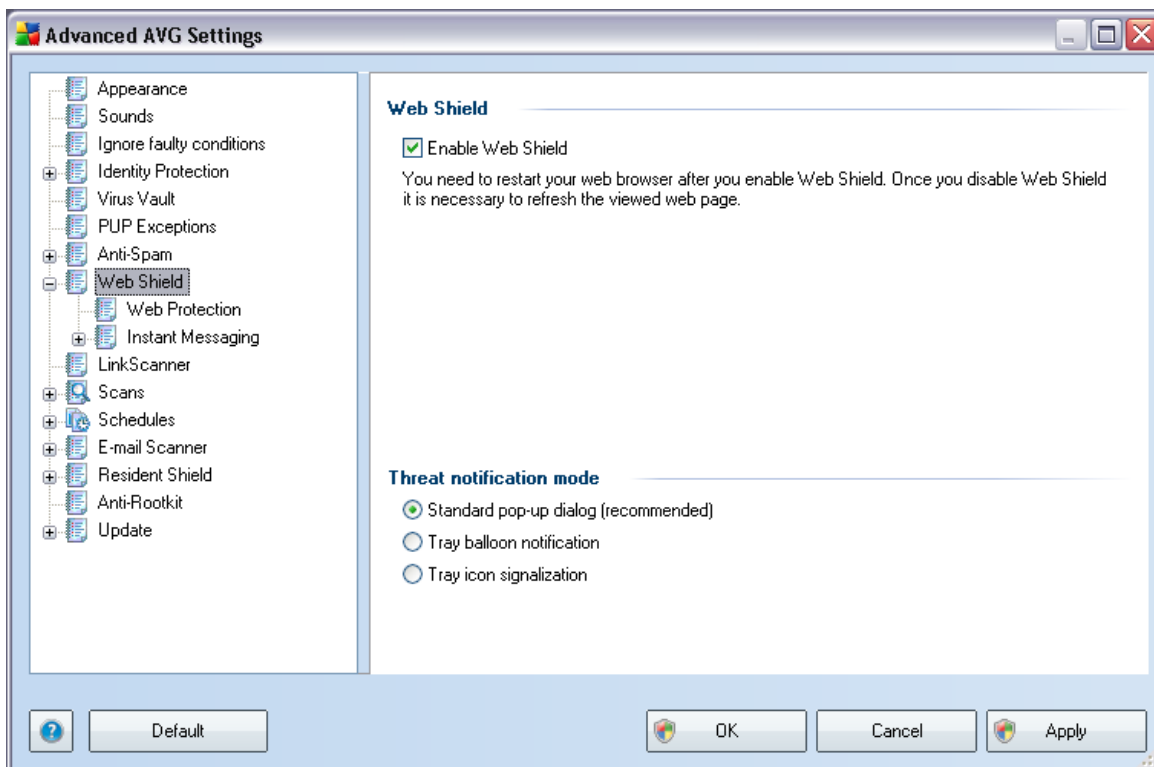 Advanced AVG Settings
Appearance
Sounds
Ignore faulty conditions
Identity Protection
Virus Vault
PUP Exceptions
Anti-Spam
Web Shield
Web Protection
Instant Messaging
LinkScanner
Scans
Schedules
E-mail Scanner
Resident Shield
Anti-Rootkit
Update
Web Shield
Enable Web Shield
You need to restart your web browser after you enable Web Shield. Once you disable Web Shield
it is necessary to refresh the viewed web page.
Threat notification mode
Standard pop-up dialog (recommended)
Tray balloon notification
Tray icon signalization
Default
OK
Cancel
Apply